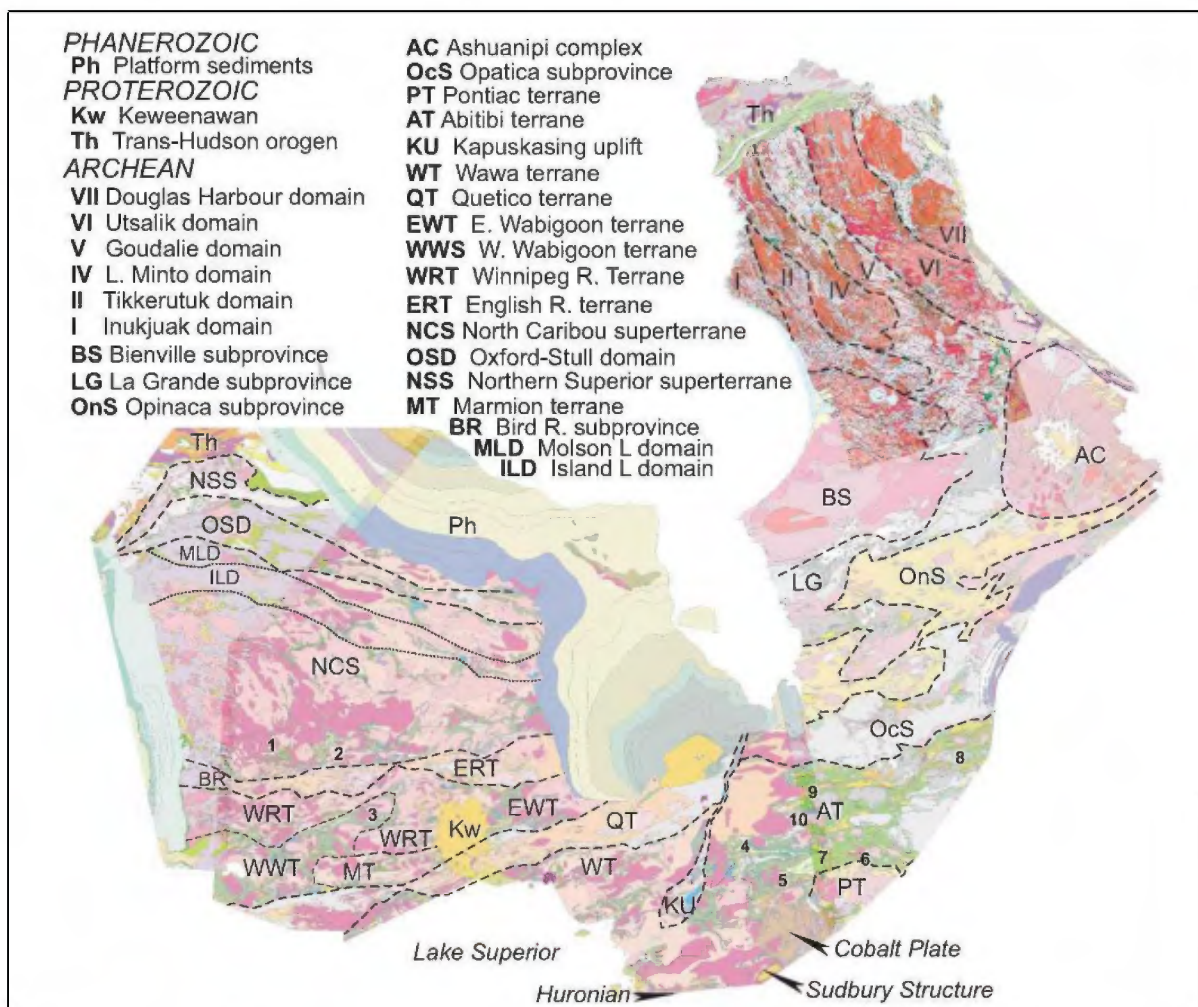 PHANEROZOIC
Ph Platform sediments
PROTEROZOIC
Kw Keweenawan
Th Trans-Hudson orogen
ARCHEAN
VII Douglas Harbour domain
VI Utsalik domain
V Goudalie domain
IV L. Minto domain
II Tikkerutuk domain
I Inukjuak domain
BS Bienville subprovince
LG La Grande subprovince
OnS Opinaca subprovince
AC Ashuanipi complex
OcS Opatica subprovince
PT Pontiac terrane
AT Abitibi terrane
KU Kapuskasing uplift
WT Wawa terrane
QT Quetico terrane
EWT E. Wabigoon terrane
WWS W. Wabigoon terrane
WRT Winnipeg R. Terrane
ERT English R. terrane
NCS North Caribou superterrane
OSD Oxford-Stull domain
NSS Northern Superior superterrane
MT Marmion terrane
BR Bird R. subprovince
MLD Molson L domain
ILD Island L domain
Th
VII
VI
V
IV
II
I
AC
BS
LG
OnS
OcS
Th
NSS
OSD
MLD
ILD
Ph
NCS
1
2
BR
ERT
WRT
3
EWT
WRT
Kw
QT
WWT
MT
WT
KU
8
9
AT
10
4
7
6
5
PT
Lake Superior
Cobalt Plate
Sudbury Structure
Huronian